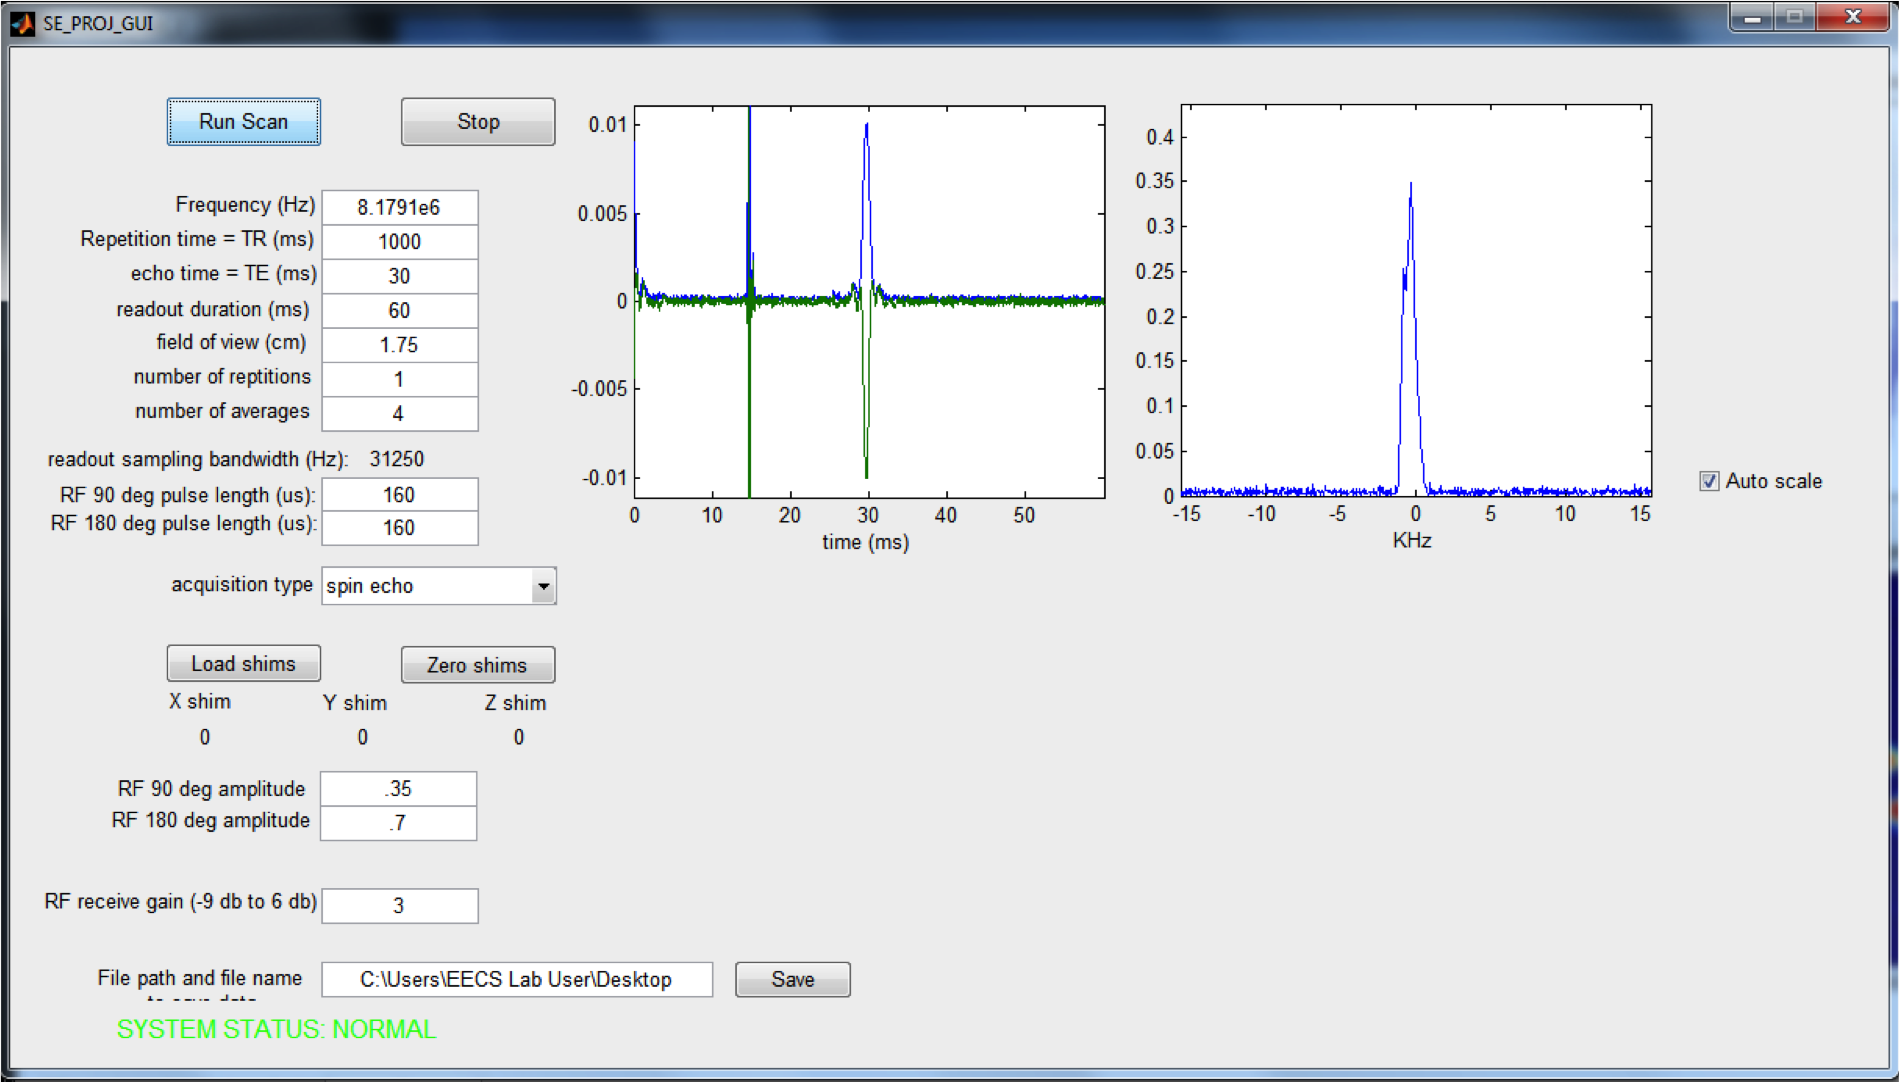 SE_PROJ_GUI
Run Scan
Stop
Frequency (Hz) 8.1791e6
Repetition time = TR (ms) 1000
echo time = TE (ms) 30
readout duration (ms) 60
field of view (cm) 1.75
number of reptitions 1
number of averages 4
readout sampling bandwidth (Hz): 31250
RF 90 deg pulse length (us): 160
RF 180 deg pulse length (us): 160
acquisition type spin echo
Load shims
Zero shims
X shim Y shim Z shim
0 0 0
RF 90 deg amplitude .35
RF 180 deg amplitude .7
RF receive gain (-9 db to 6 db) 3
File path and file name C:\Users\EECS Lab User\Desktop Save
to save data
SYSTEM STATUS: NORMAL
0.01
0.005
0
-0.005
-0.01
0 10 20 30 40 50
time (ms)
0.4
0.35
0.3
0.25
0.2
0.15
0.1
0.05
0
-15 -10 -5 0 5 10 15
KHz
Auto scale